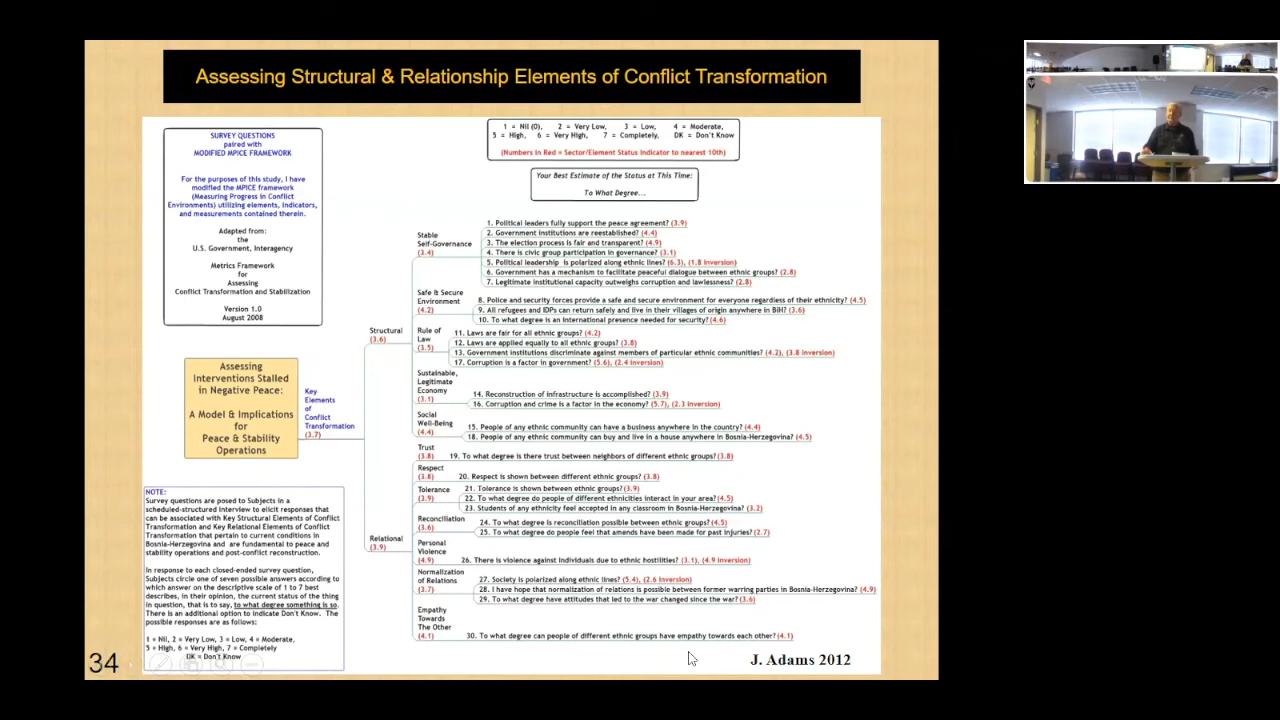 Assessing Structural & Relationship Elements of Conflict Transformation
SURVEY QUESTIONS
paired with
MODIFIED MPICE FRAMEWORK
For the purposes of this study, I have
modified the MPICE framework
(Measuring Progress in Conflict
Environments) utilizing elements, indicators,
and measurements contained therein.
Adapted from:
the
U.S. Government, Interagency
Metrics Framework
for
Assessing
Conflict Transformation and Stabilization
Version 1.0
August 2008
1 = Nil (0), 2 = Very Low, 3 = Low, 4 = Moderate,
5 = High, 6 = Very High, 7 = Completely, DK = Don't Know
(Numbers in Red = Sector/Element Status Indicator to nearest 10th)
Your Best Estimate of the Status at This Time:
To What Degree...
Assessing
Interventions Stalled
in Negative Peace:
A Model & Implications
for
Peace & Stability
Operations
Key
Elements
of
Conflict
Transformation
(3.7)
Structural
(3.6)
Stable
Self-Governance
(3.4)
1. Political leaders fully support the peace agreement? (3.9)
2. Government institutions are reestablished? (4.4)
3. The election process is fair and transparent? (4.9)
4. There is civic group participation in governance? (3.1)
5. Political leadership is polarized along ethnic lines? (6.3), (1.8 inversion)
6. Government has a mechanism to facilitate peaceful dialogue between ethnic groups? (2.8)
7. Legitimate institutional capacity outweighs corruption and lawlessness? (2.8)
Safe & Secure
Environment
(4.2)
8. Police and security forces provide a safe and secure environment for everyone regardless of their ethnicity? (4.5)
9. All refugees and IDPs can return safely and live in their villages of origin anywhere in BiH? (3.6)
10. To what degree is an international presence needed for security? (4.6)
Rule of
Law
(3.5)
11. Laws are fair for all ethnic groups? (4.2)
12. Laws are applied equally to all ethnic groups? (3.8)
13. Government institutions discriminate against members of particular ethnic communities? (4.2), (3.8 inversion)
17. Corruption is a factor in government? (5.6), (2.4 inversion)
Sustainable,
Legitimate
Economy
(3.1)
14. Reconstruction of infrastructure is accomplished? (3.9)
16. Corruption and crime is a factor in the economy? (5.7), (2.3 inversion)
Social
Well-Being
(4.4)
15. People of any ethnic community can have a business anywhere in the country? (4.4)
18. People of any ethnic community can buy and live in a house anywhere in Bosnia-Herzegovina? (4.5)
Relational
(3.9)
Trust
(3.8)
19. To what degree is there trust between neighbors of different ethnic groups? (3.8)
Respect
(3.8)
20. Respect is shown between different ethnic groups? (3.8)
Tolerance
(3.9)
21. Tolerance is shown between ethnic groups? (3.9)
22. To what degree do people of different ethnicities interact in your area? (4.5)
23. Students of any ethnicity feel accepted in any classroom in Bosnia-Herzegovina? (3.2)
Reconciliation
(3.6)
24. To what degree is reconciliation possible between ethnic groups? (4.5)
25. To what degree do people feel that amends have been made for past injuries? (2.7)
Personal
Violence
(4.9)
26. There is violence against individuals due to ethnic hostilities? (3.1), (4.9 inversion)
Normalization
of Relations
(3.7)
27. Society is polarized along ethnic lines? (5.4), (2.6 inversion)
28. I have hope that normalization of relations is possible between former warring parties in Bosnia-Herzegovina? (4.9)
29. To what degree have attitudes that led to the war changed since the war? (3.6)
Empathy
Towards
The Other
(4.1)
30. To what degree can people of different ethnic groups have empathy towards each other? (4.1)
NOTE:
Survey questions are posed to Subjects in a
scheduled-structured interview to elicit responses that
can be associated with Key Structural Elements of Conflict
Transformation and Key Relational Elements of Conflict
Transformation that pertain to current conditions in
Bosnia-Herzegovina and are fundamental to peace and
stability operations and post-conflict reconstruction.
In response to each closed-ended survey question,
Subjects circle one of seven possible answers according to
which answer on the descriptive scale of 1 to 7 best
describes, in their opinion, the current status of the thing
in question, that is to say, to what degree something is so.
There is an additional option to indicate Don't Know. The
possible responses are as follows:
1 = Nil, 2 = Very Low, 3 = Low, 4 = Moderate,
5 = High, 6 = Very High, 7 = Completely
DK = Don't Know
J. Adams 2012
34